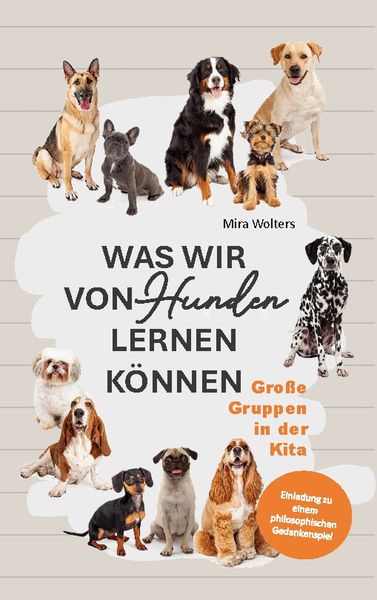 Mira Wolters
WAS WIR
VON Hunden
LERNEN
KÖNNEN
Große
Gruppen
in der
Kita
Einladung zu
einem
philosophischen
Gedankenspiel